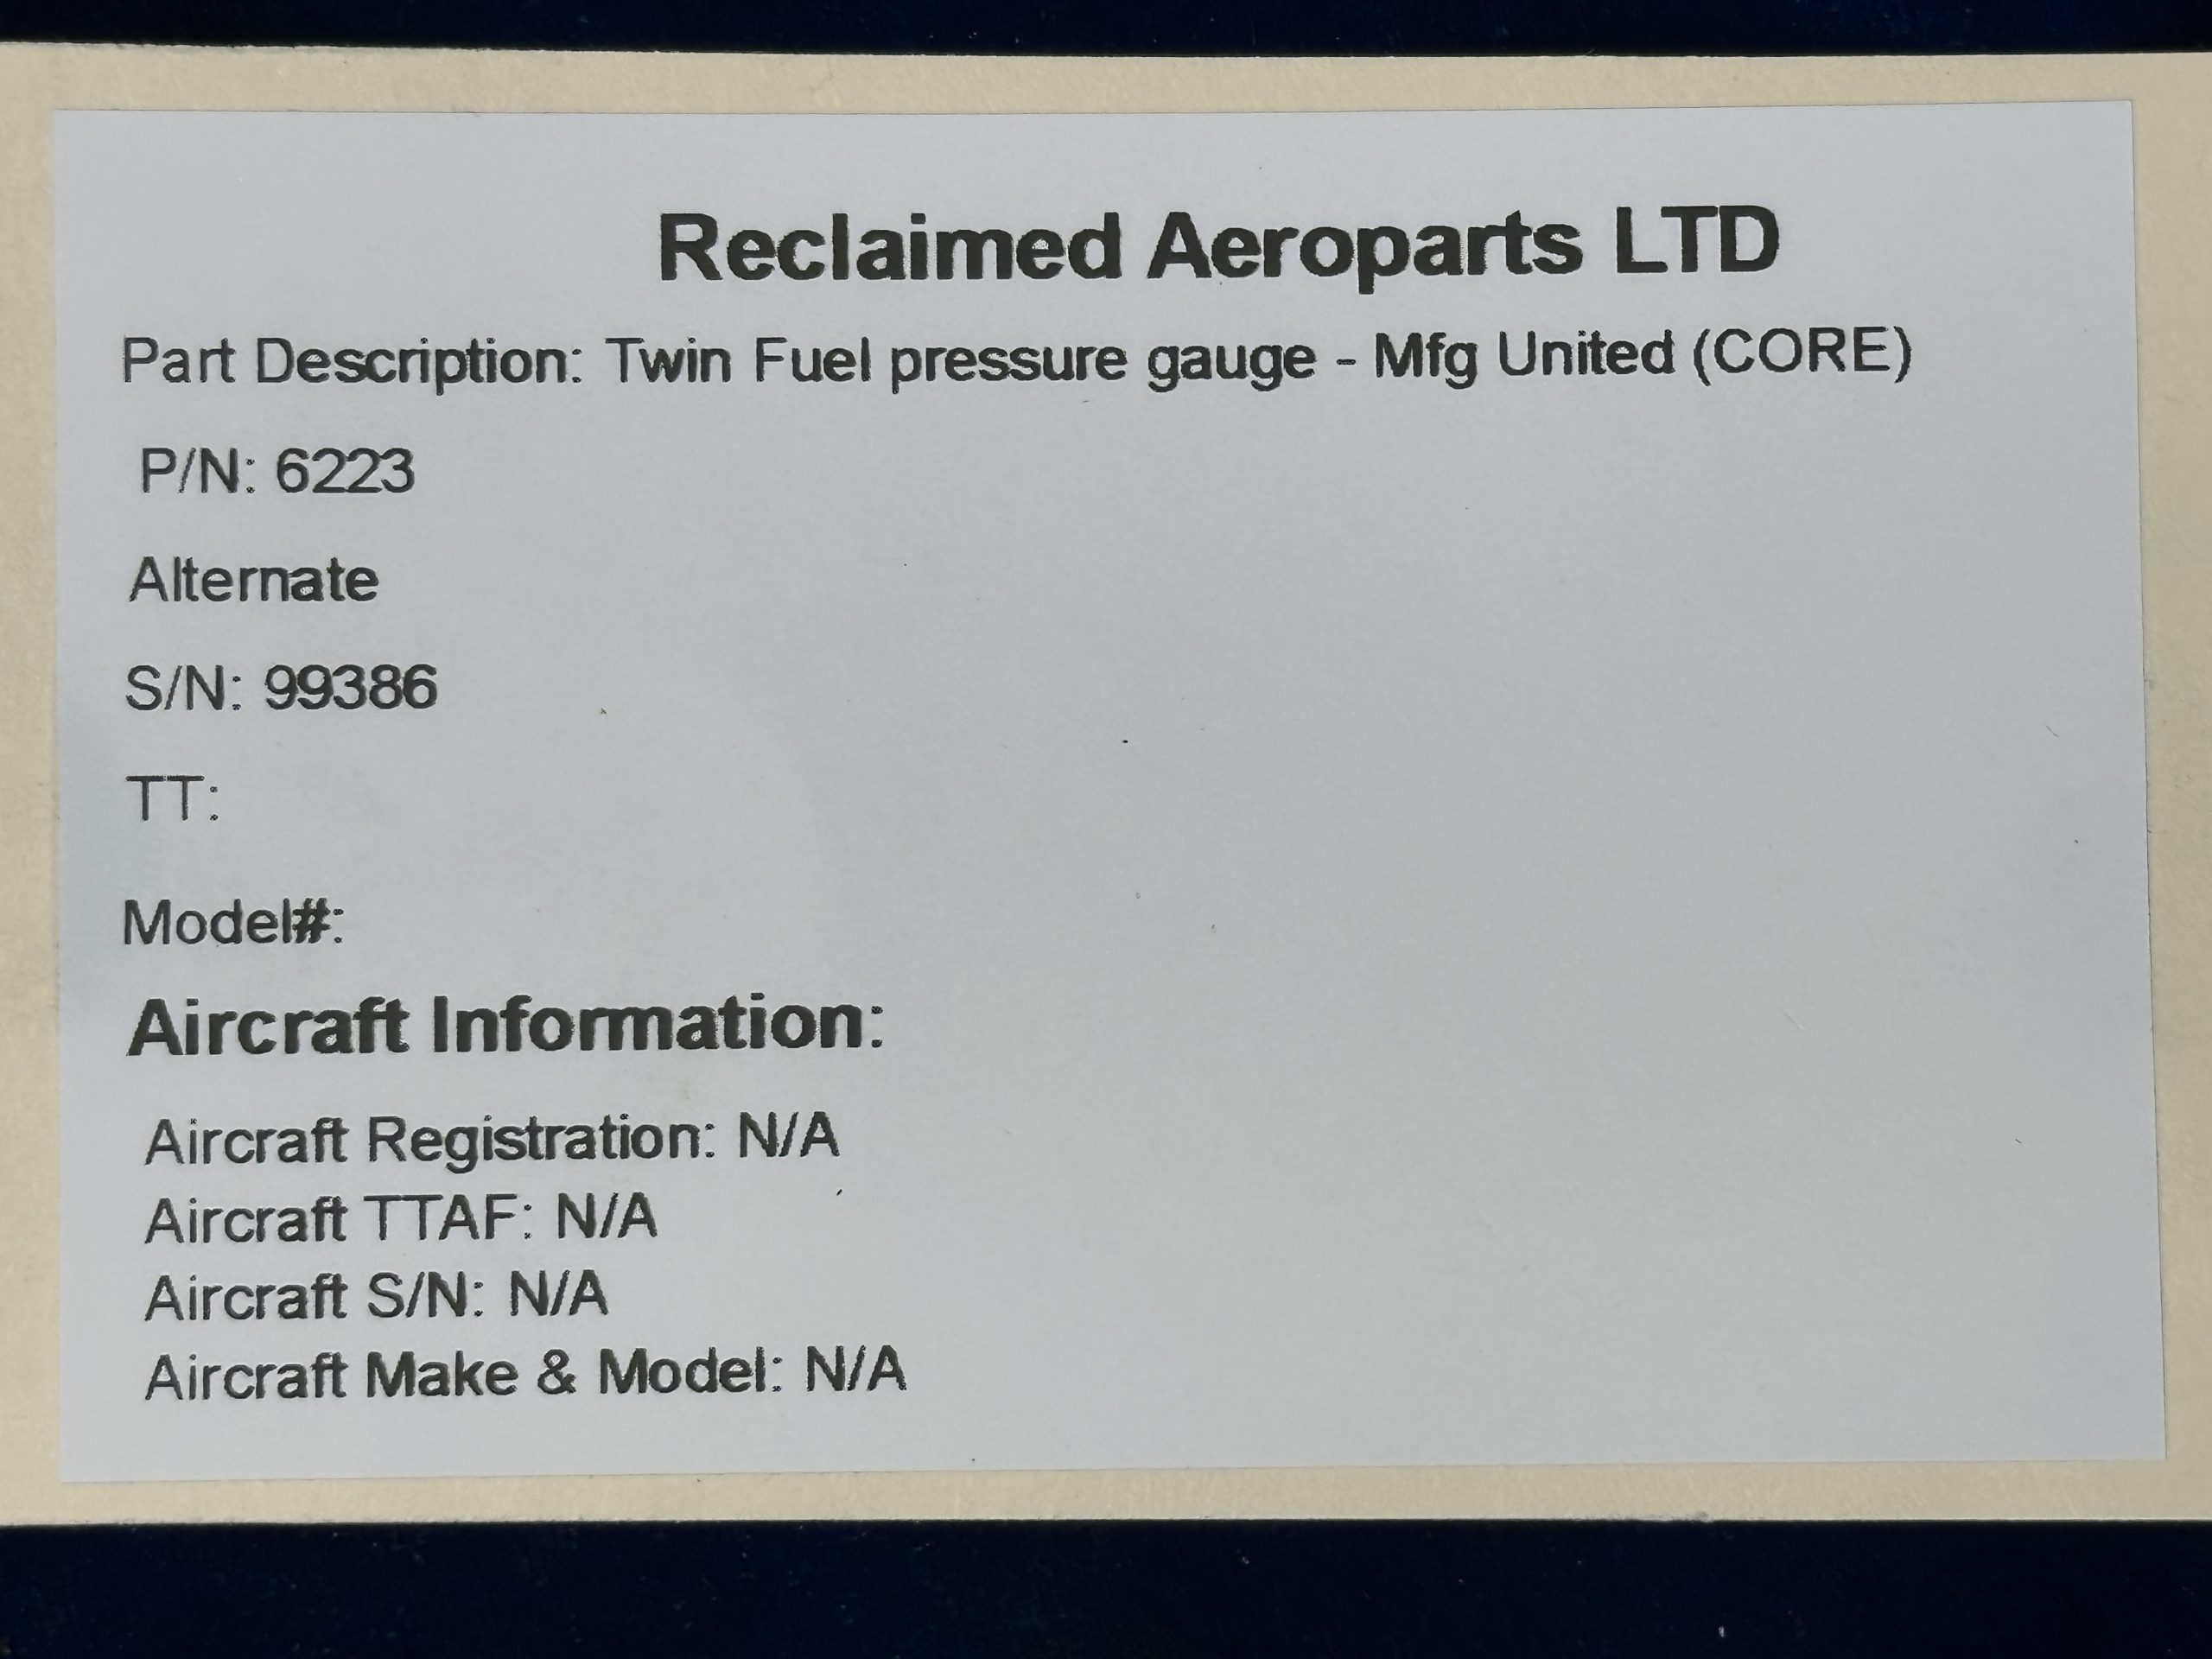 Reclaimed Aeroparts LTD
Part Description: Twin Fuel pressure gauge - Mfg United (CORE)
P/N: 6223
Alternate
S/N: 99386
TT:
Model#:
Aircraft Information:
Aircraft Registration: N/A
Aircraft TTAF: N/A
Aircraft S/N: N/A
Aircraft Make & Model: N/A